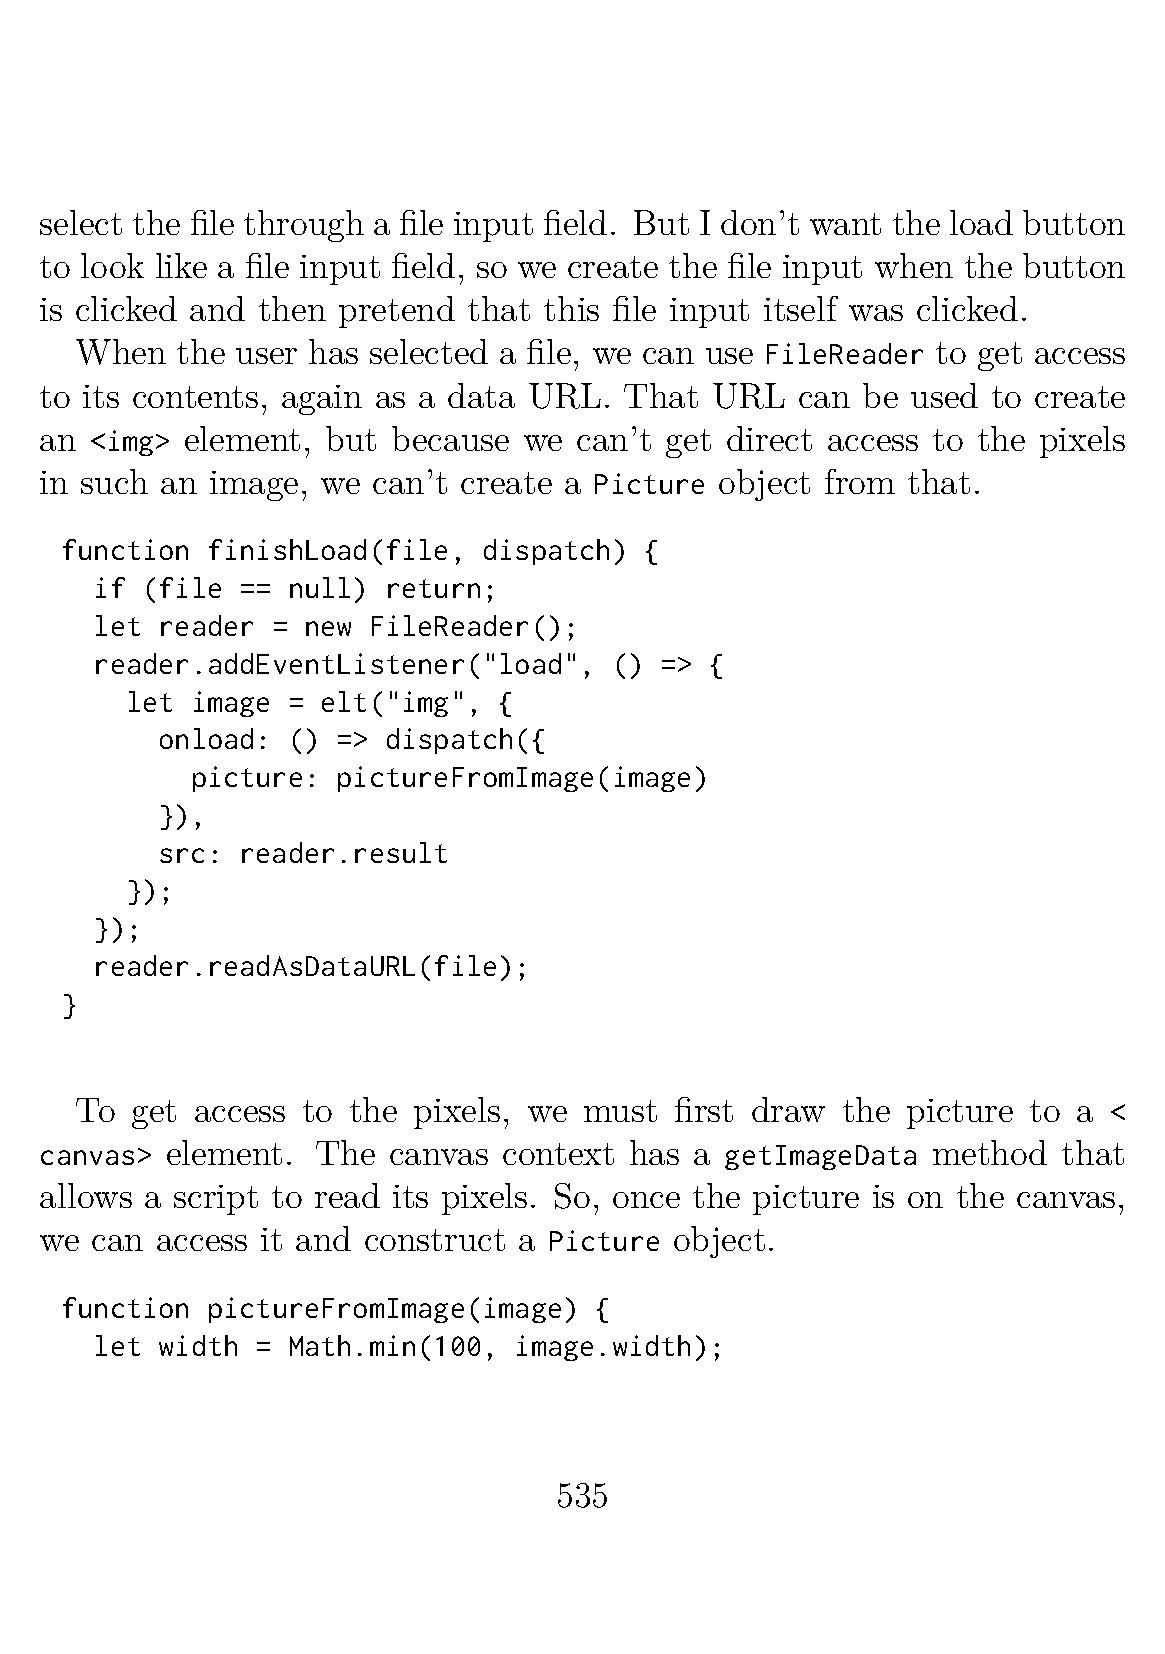 select the file through a file input field. But I don't want the load button
to look like a file input field, so we create the file input when the button
is clicked and then pretend that this file input itself was clicked.
When the user has selected a file, we can use FileReader to get access
to its contents, again as a data URL. That URL can be used to create
an <img> element, but because we can't get direct access to the pixels
in such an image, we can't create a Picture object from that.
function finishLoad(file, dispatch) {
  if (file == null) return;
  let reader = new FileReader();
  reader.addEventListener("load", () => {
    let image = elt("img", {
      onload: () => dispatch({
        picture: pictureFromImage(image)
      }),
      src: reader.result
    });
  });
  reader.readAsDataURL(file);
}
To get access to the pixels, we must first draw the picture to a <
canvas> element. The canvas context has a getImageData method that
allows a script to read its pixels. So, once the picture is on the canvas,
we can access it and construct a Picture object.
function pictureFromImage(image) {
  let width = Math.min(100, image.width);
535